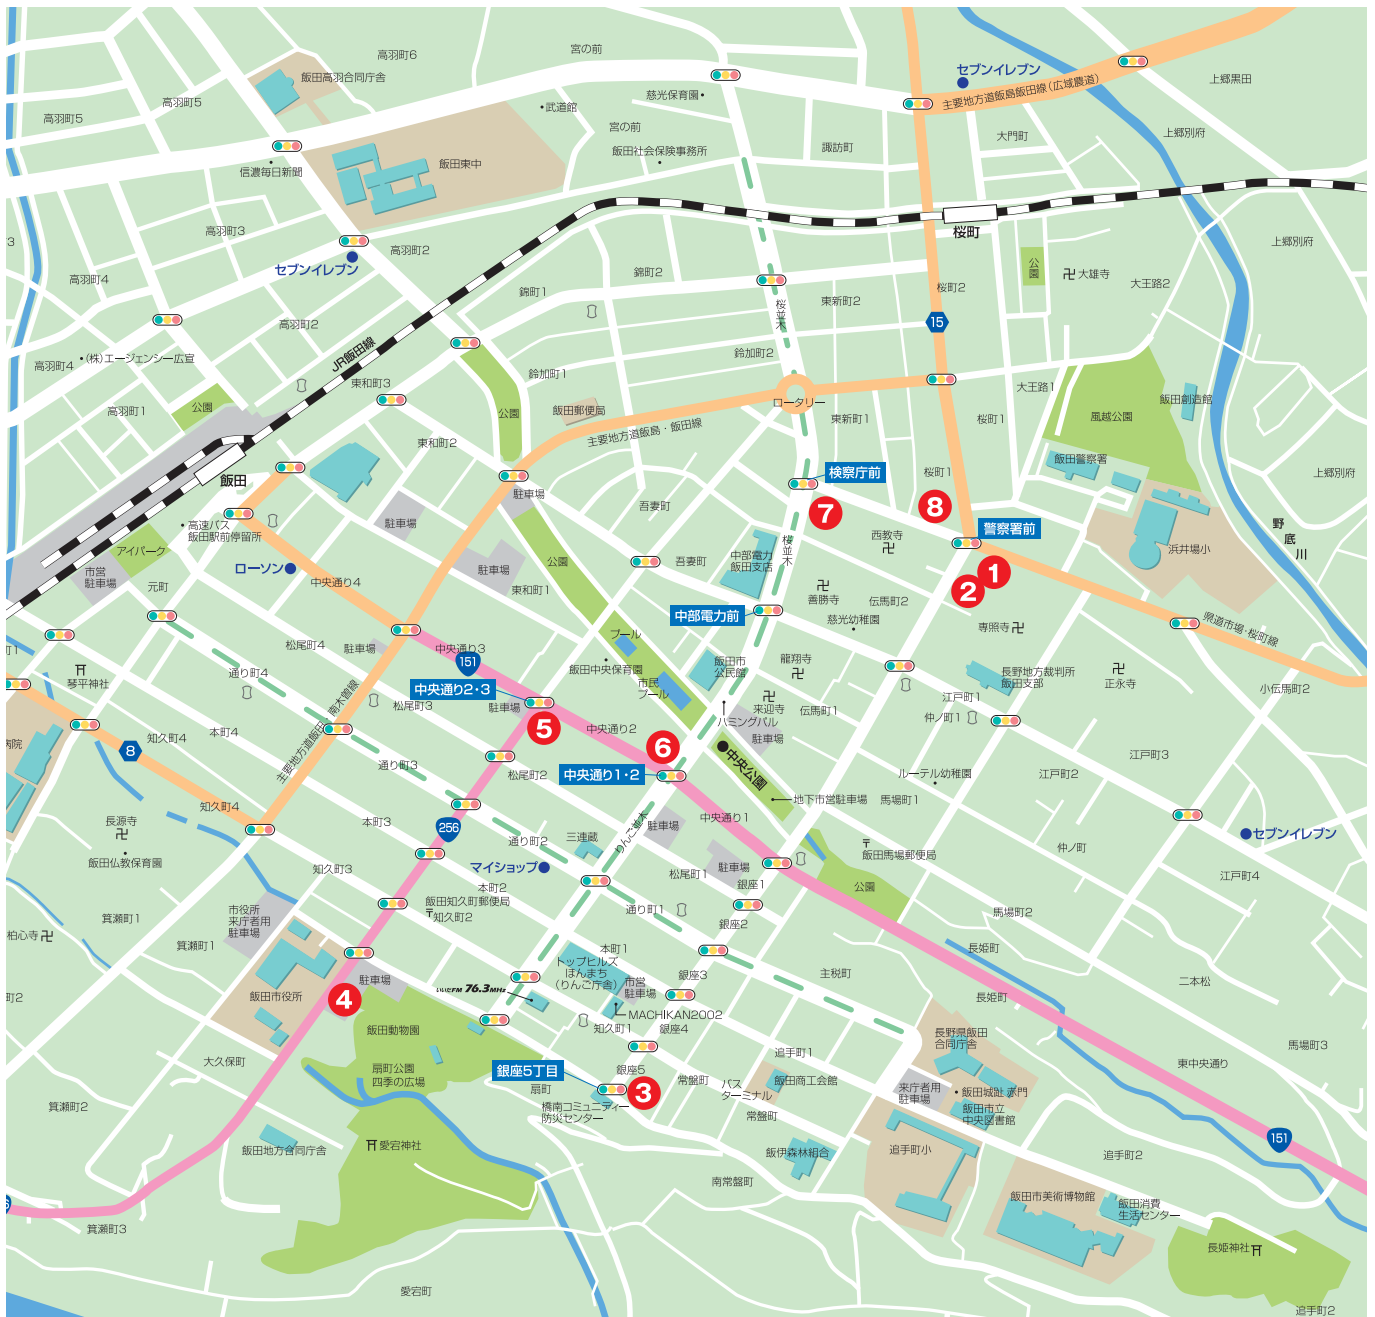 高羽町6
宮の前
セブンイレブン
飯田高羽合同庁舎
上郷黒田
主要地方道飯島飯田線(広域農道)
高羽町5
慈光保育園
武道館
高羽町5
宮の前
大門町
上郷別府
飯田社会保険事務所
諏訪町
飯田東中
信濃毎日新聞
高羽町3
桜町
高羽町2
上郷別府
3
セブンイレブン
錦町2
公園
大雄寺
高羽町4
大王路2
錦町1
桜町2
東新町2
桜並木
高羽町2
15
JR飯田線
(株)エージェンシー広宣
高羽町4
鈴加町2
鈴加町1
東和町3
大王路1
飯田創造館
高羽町1
公園
公園
飯田郵便局
ロータリー
東新町1
桜町1
風越公園
主要地方道飯島・飯田線
東和町2
飯田警察署
検察庁前
桜町1
上郷別府
飯田
駐車場
吾妻町
7
8
野底川
高速バス
飯田駅前停留所
駐車場
警察署前
西教寺
桜並木
アイパーク
浜井場小
中部電力
飯田支店
公園
吾妻町
ローソン
駐車場
市営
駐車場
元町
中央通り4
東和町1
1
2
善勝寺
伝馬町2
中部電力前
慈光幼稚園
専照寺
県道市場・桜町線
プール
松尾町4
駐車場
中央通り3
151
飯田中央保育園
飯田市
公民館
龍翔寺
長野地方裁判所
飯田支部
正永寺
琴平神社
通り町4
市民
プール
小伝馬町2
中央通り2・3
江戸町1
来迎寺
松尾町3
駐車場
伝馬町1
仲ノ町1
主要地方道飯田・南木曽線
5
中央通り2
ハミングパル
本町4
知久町4
駐車場
6
病院
8
江戸町3
通り町3
松尾町2
中央通り1・2
中央公園
ルーテル幼稚園
江戸町2
知久町4
地下市営駐車場
馬場町1
長源寺
本町3
256
中央通り1
りんご並木
駐車場
三連蔵
通り町2
セブンイレブン
飯田仏教保育園
知久町3
マイショップ
駐車場
飯田馬場郵便局
仲ノ町
松尾町1
銀座1
公園
江戸町4
本町2
飯田知久町郵便局
知久町2
箕瀬町1
市役所
来庁者用
駐車場
通り町1
銀座2
馬場町2
柏心寺
箕瀬町1
本町1
長姫町
トップヒルズ
ほんまち
(りんご庁舎)
銀座3
主税町
二本松
飯田市役所
駐車場
76.3MHz
市営
駐車場
4
長姫町
MACHIKAN2002
飯田動物園
知久町1
銀座4
長野県飯田
合同庁舎
大久保町
追手町1
馬場町3
扇町公園
四季の広場
銀座5丁目
銀座5
東中央通り
扇町
常盤町
バス
ターミナル
飯田商工会館
来庁者用
駐車場
飯田城趾 赤門
3
箕瀬町2
橋南コミュニティー
防災センター
常盤町
飯田市立
中央図書館
151
飯田地方合同庁舎
愛宕神社
飯伊森林組合
追手町小
追手町2
南常盤町
飯田市美術博物館
飯田消費
生活センター
箕瀬町3
長姫神社
愛宕町
追手町2